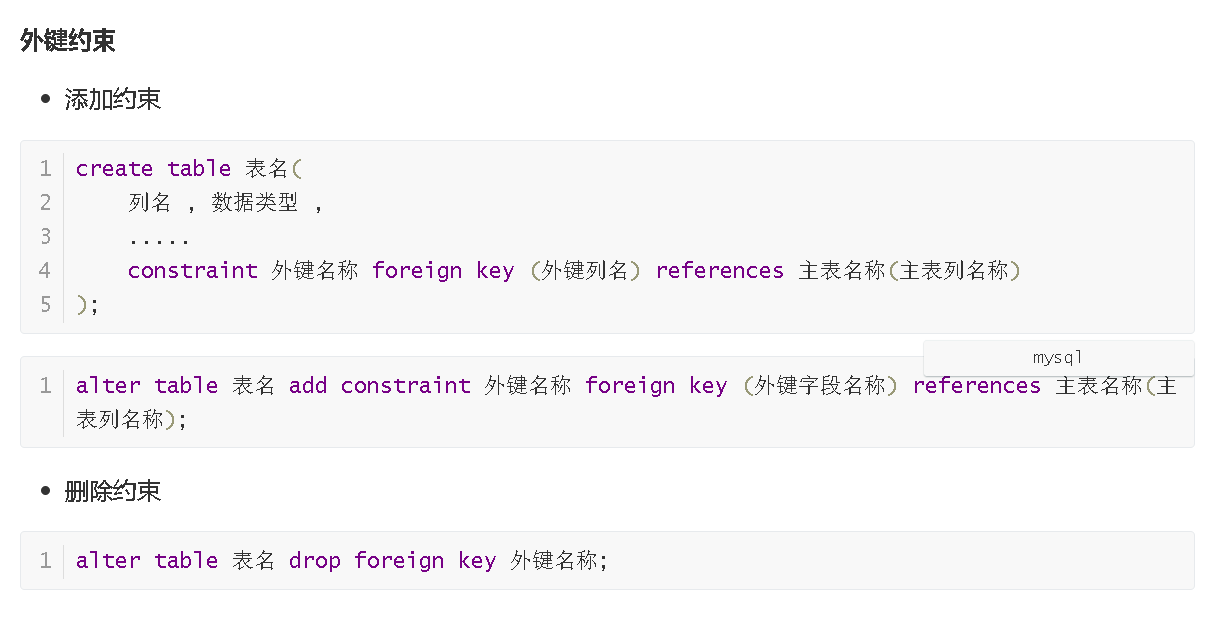 外键约束
• 添加约束
1 create table 表名(
2 列名 , 数据类型 ,
3 .....
4 constraint 外键名称 foreign key (外键列名) references 主表名称(主表列名称)
5 );
mysql
1 alter table 表名 add constraint 外键名称 foreign key (外键字段名称) references 主表名称(主
表列名称);
• 删除约束
1 alter table 表名 drop foreign key 外键名称;